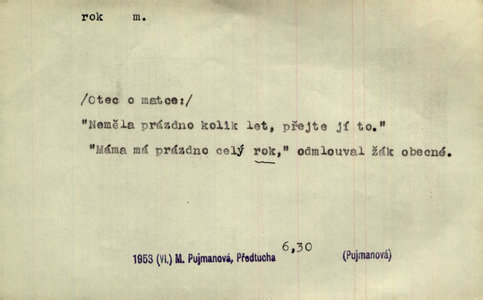 rok m.
/Otec o matce:/
"Neměla prázdno kolik let, přejte jí to."
"Máma má prázdno celý rok," odmlouval žák obecné.
1953 (VI.) M. Pujmanová, Předtucha 6,30 (Pujmanová)